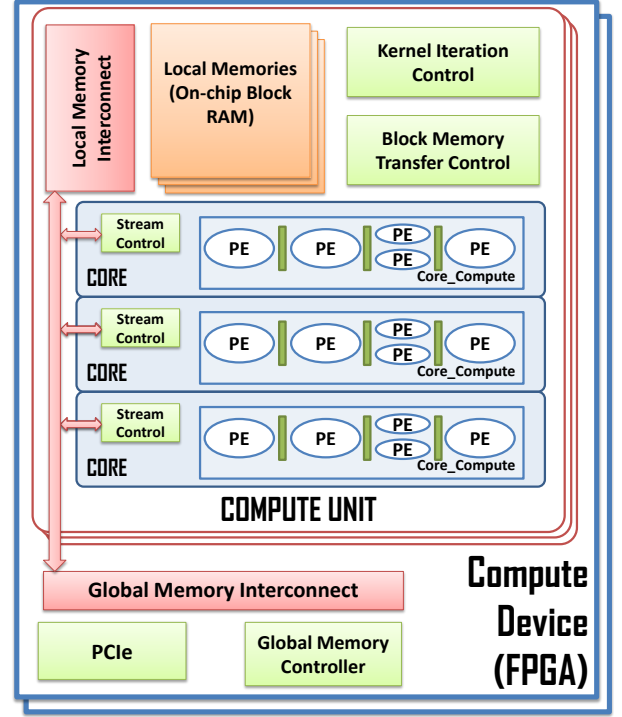 Local Memory
Interconnect
Local Memories
(On-chip Block
RAM)
Kernel Iteration
Control
Block Memory
Transfer Control
Stream
Control
CORE
PE
PE
PE
PE
PE
Core_Compute
Stream
Control
CORE
PE
PE
PE
PE
PE
Core_Compute
Stream
Control
CORE
PE
PE
PE
PE
PE
Core_Compute
COMPUTE UNIT
Global Memory Interconnect
PCIe
Global Memory
Controller
Compute
Device
(FPGA)